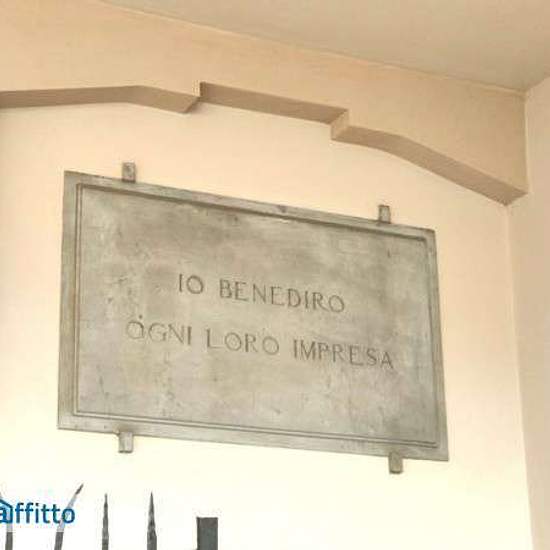 IO BENEDIRO
OGNI LORO IMPRESA
affitto